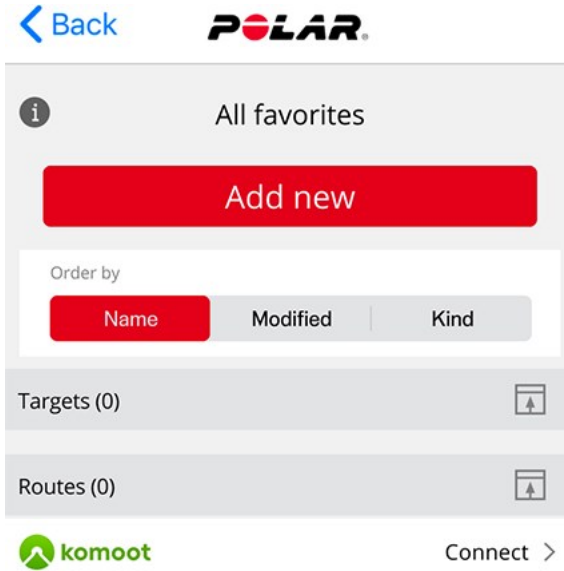 Back
POLAR®
i
All favorites
Add new
Order by
Name Modified Kind
Targets (0)
Routes (0)
komoot Connect